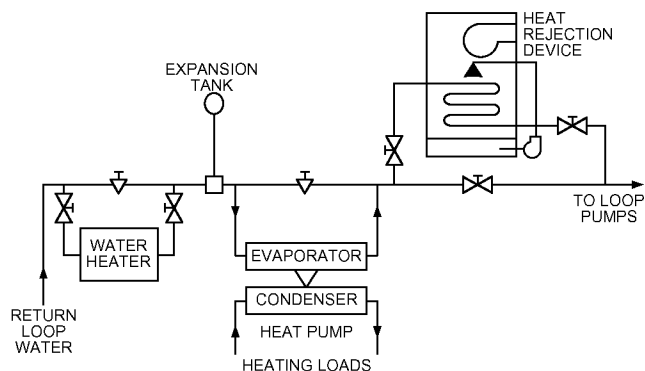 HEAT
REJECTION
DEVICE
EXPANSION
TANK
TO LOOP
PUMPS
WATER
HEATER
EVAPORATOR
CONDENSER
RETURN
LOOP
WATER
HEAT PUMP
HEATING LOADS